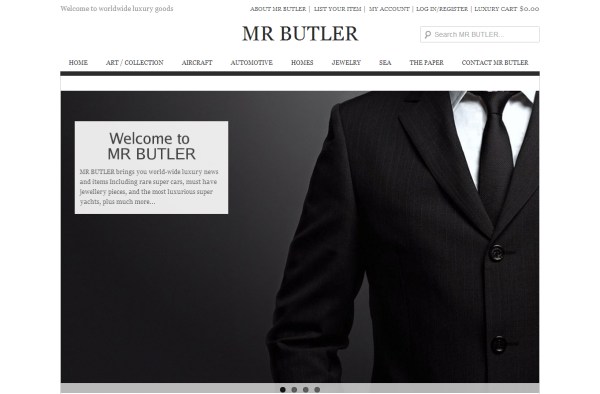 Welcome to worldwide luxury goods
ABOUT MR BUTLER | LIST YOUR ITEM | MY ACCOUNT | LOG IN/REGISTER | LUXURY CART $0.00
MR BUTLER
Search MR BUTLER...
HOME ART / COLLECTION AIRCRAFT AUTOMOTIVE HOMES JEWELRY SEA THE PAPER CONTACT MR BUTLER
Welcome to
MR BUTLER
MR BUTLER brings you world-wide luxury news
and items including rare super cars, must have
jewellery pieces, and the most luxurious super
yachts, plus much more...